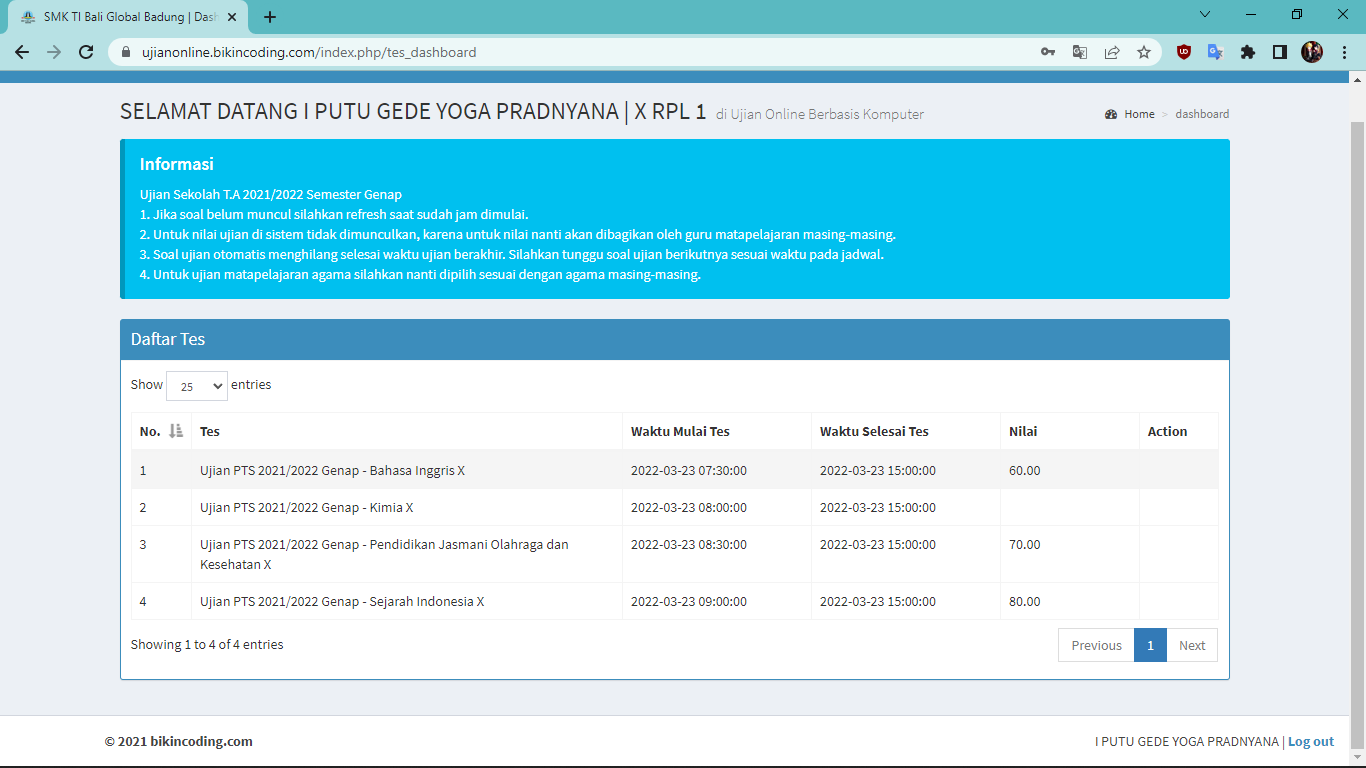 SMK TI Bali Global Badung | Dash
ujianonline.bikincoding.com/index.php/tes_dashboard
SELAMAT DATANG I PUTU GEDE YOGA PRADNYANA | X RPL 1 di Ujian Online Berbasis Komputer
Home > dashboard
Informasi
Ujian Sekolah T.A 2021/2022 Semester Genap
1. Jika soal belum muncul silahkan refresh saat sudah jam dimulai.
2. Untuk nilai ujian di sistem tidak dimunculkan, karena untuk nilai nanti akan dibagikan oleh guru matapelajaran masing-masing.
3. Soal ujian otomatis menghilang selesai waktu ujian berakhir. Silahkan tunggu soal ujian berikutnya sesuai waktu pada jadwal.
4. Untuk ujian matapelajaran agama silahkan nanti dipilih sesuai dengan agama masing-masing.
Daftar Tes
Show 25 entries
No. Tes Waktu Mulai Tes Waktu Selesai Tes Nilai Action
1 Ujian PTS 2021/2022 Genap - Bahasa Inggris X 2022-03-23 07:30:00 2022-03-23 15:00:00 60.00
2 Ujian PTS 2021/2022 Genap - Kimia X 2022-03-23 08:00:00 2022-03-23 15:00:00
3 Ujian PTS 2021/2022 Genap - Pendidikan Jasmani Olahraga dan 2022-03-23 08:30:00 2022-03-23 15:00:00 70.00
Kesehatan X
4 Ujian PTS 2021/2022 Genap - Sejarah Indonesia X 2022-03-23 09:00:00 2022-03-23 15:00:00 80.00
Showing 1 to 4 of 4 entries
Previous 1 Next
© 2021 bikincoding.com
I PUTU GEDE YOGA PRADNYANA | Log out